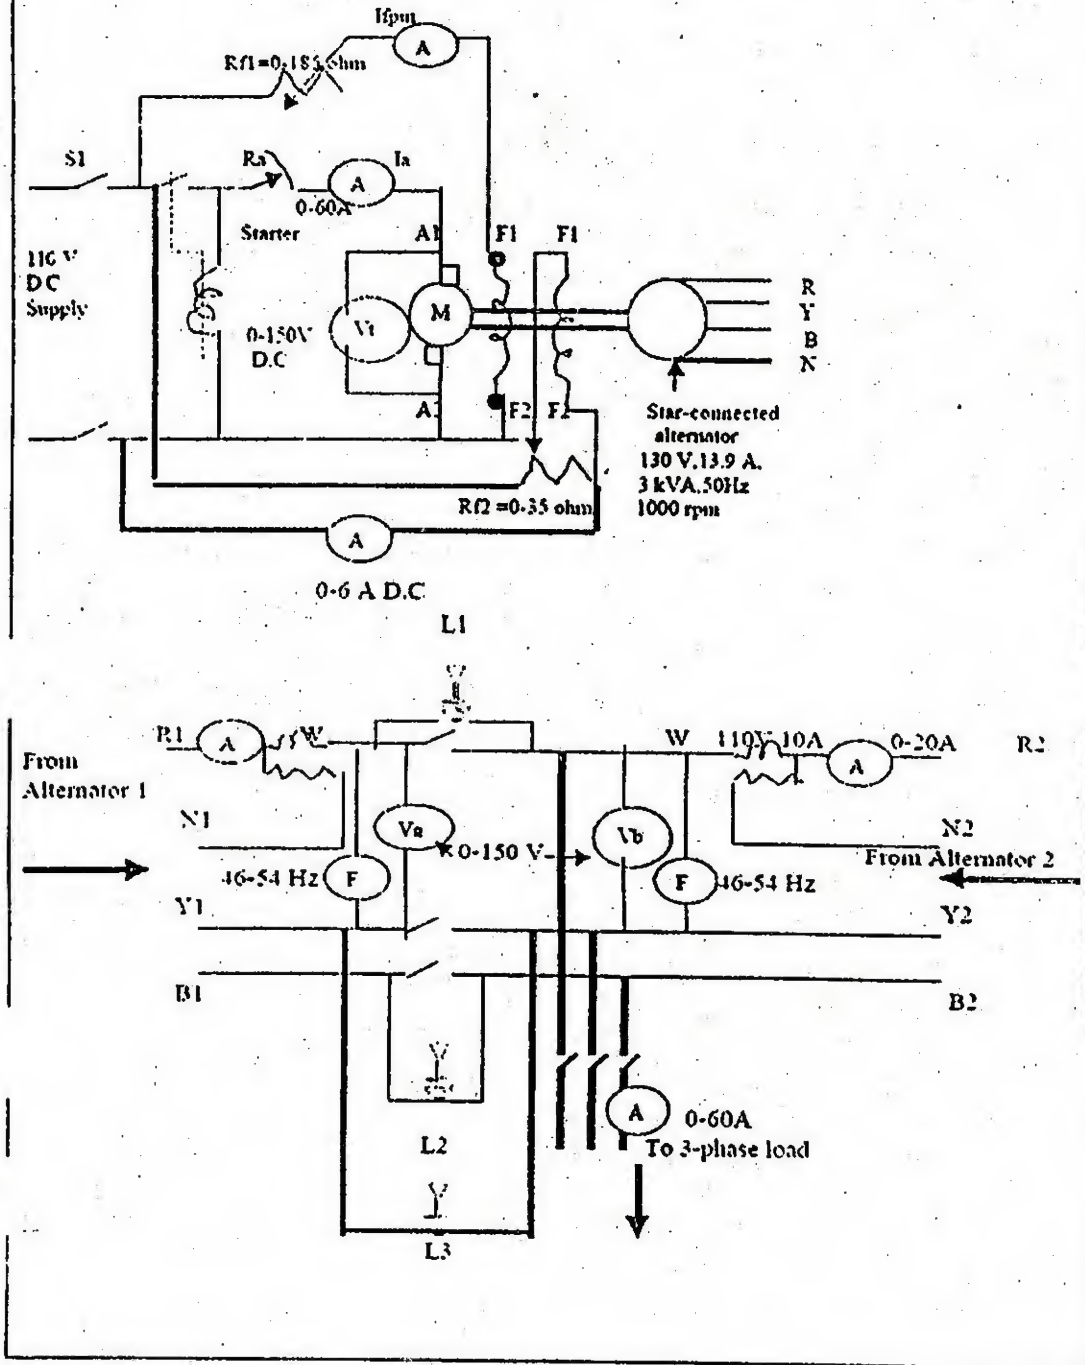 Ifpm
A
Rf1=0-185 ohm
S1
Ra
Ia
A
0-60A
Starter
A1
F1
F1
110 V
D C
Supply
Vt
M
0-150V
D.C
R
Y
B
N
F2
F2
Star-connected
alternator
130 V.13.9 A.
3 kVA.50Hz
1000 rpm
Rf2 =0-35 ohm
A
0-6 A D.C
L1
R1
A
W
W
110V 10A
A
0-20A
R2
From
Alternator 1
N1
Va
0-150 V
Vb
N2
From Alternator 2
46-54 Hz
F
F
46-54 Hz
Y1
Y2
B1
B2
A
0-60A
To 3-phase load
L2
L3